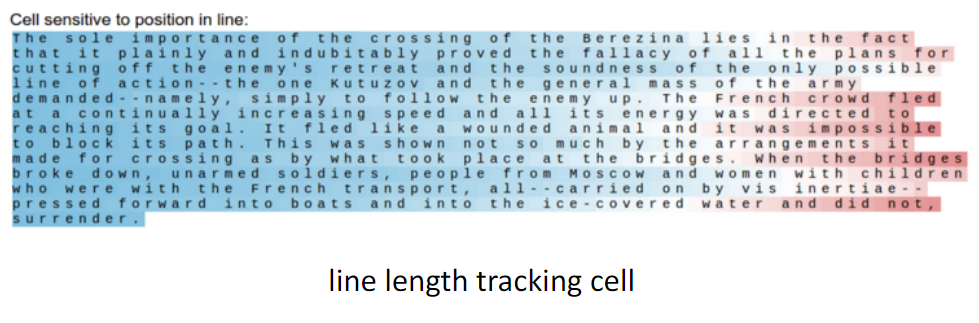 Cell sensitive to position in line:
The sole importance of the crossing of the Berezina lies in the fact
that it plainly and indubitably proved the fallacy of all the plans for
cutting off the enemy's retreat and the soundness of the only possible
line of action--the one Kutuzov and the general mass of the army
demanded--namely, simply to follow the enemy up. The French crowd fled
at a continually increasing speed and all its energy was directed to
reaching its goal. It fled like a wounded animal and it was impossible
to block its path. This was shown not so much by the arrangements it
made for crossing as by what took place at the bridges. When the bridges
broke down, unarmed soldiers, people from Moscow and women with children
who were with the French transport, all--carried on by vis inertiae--
pressed forward into boats and into the ice-covered water and did not,
surrender.
line length tracking cell